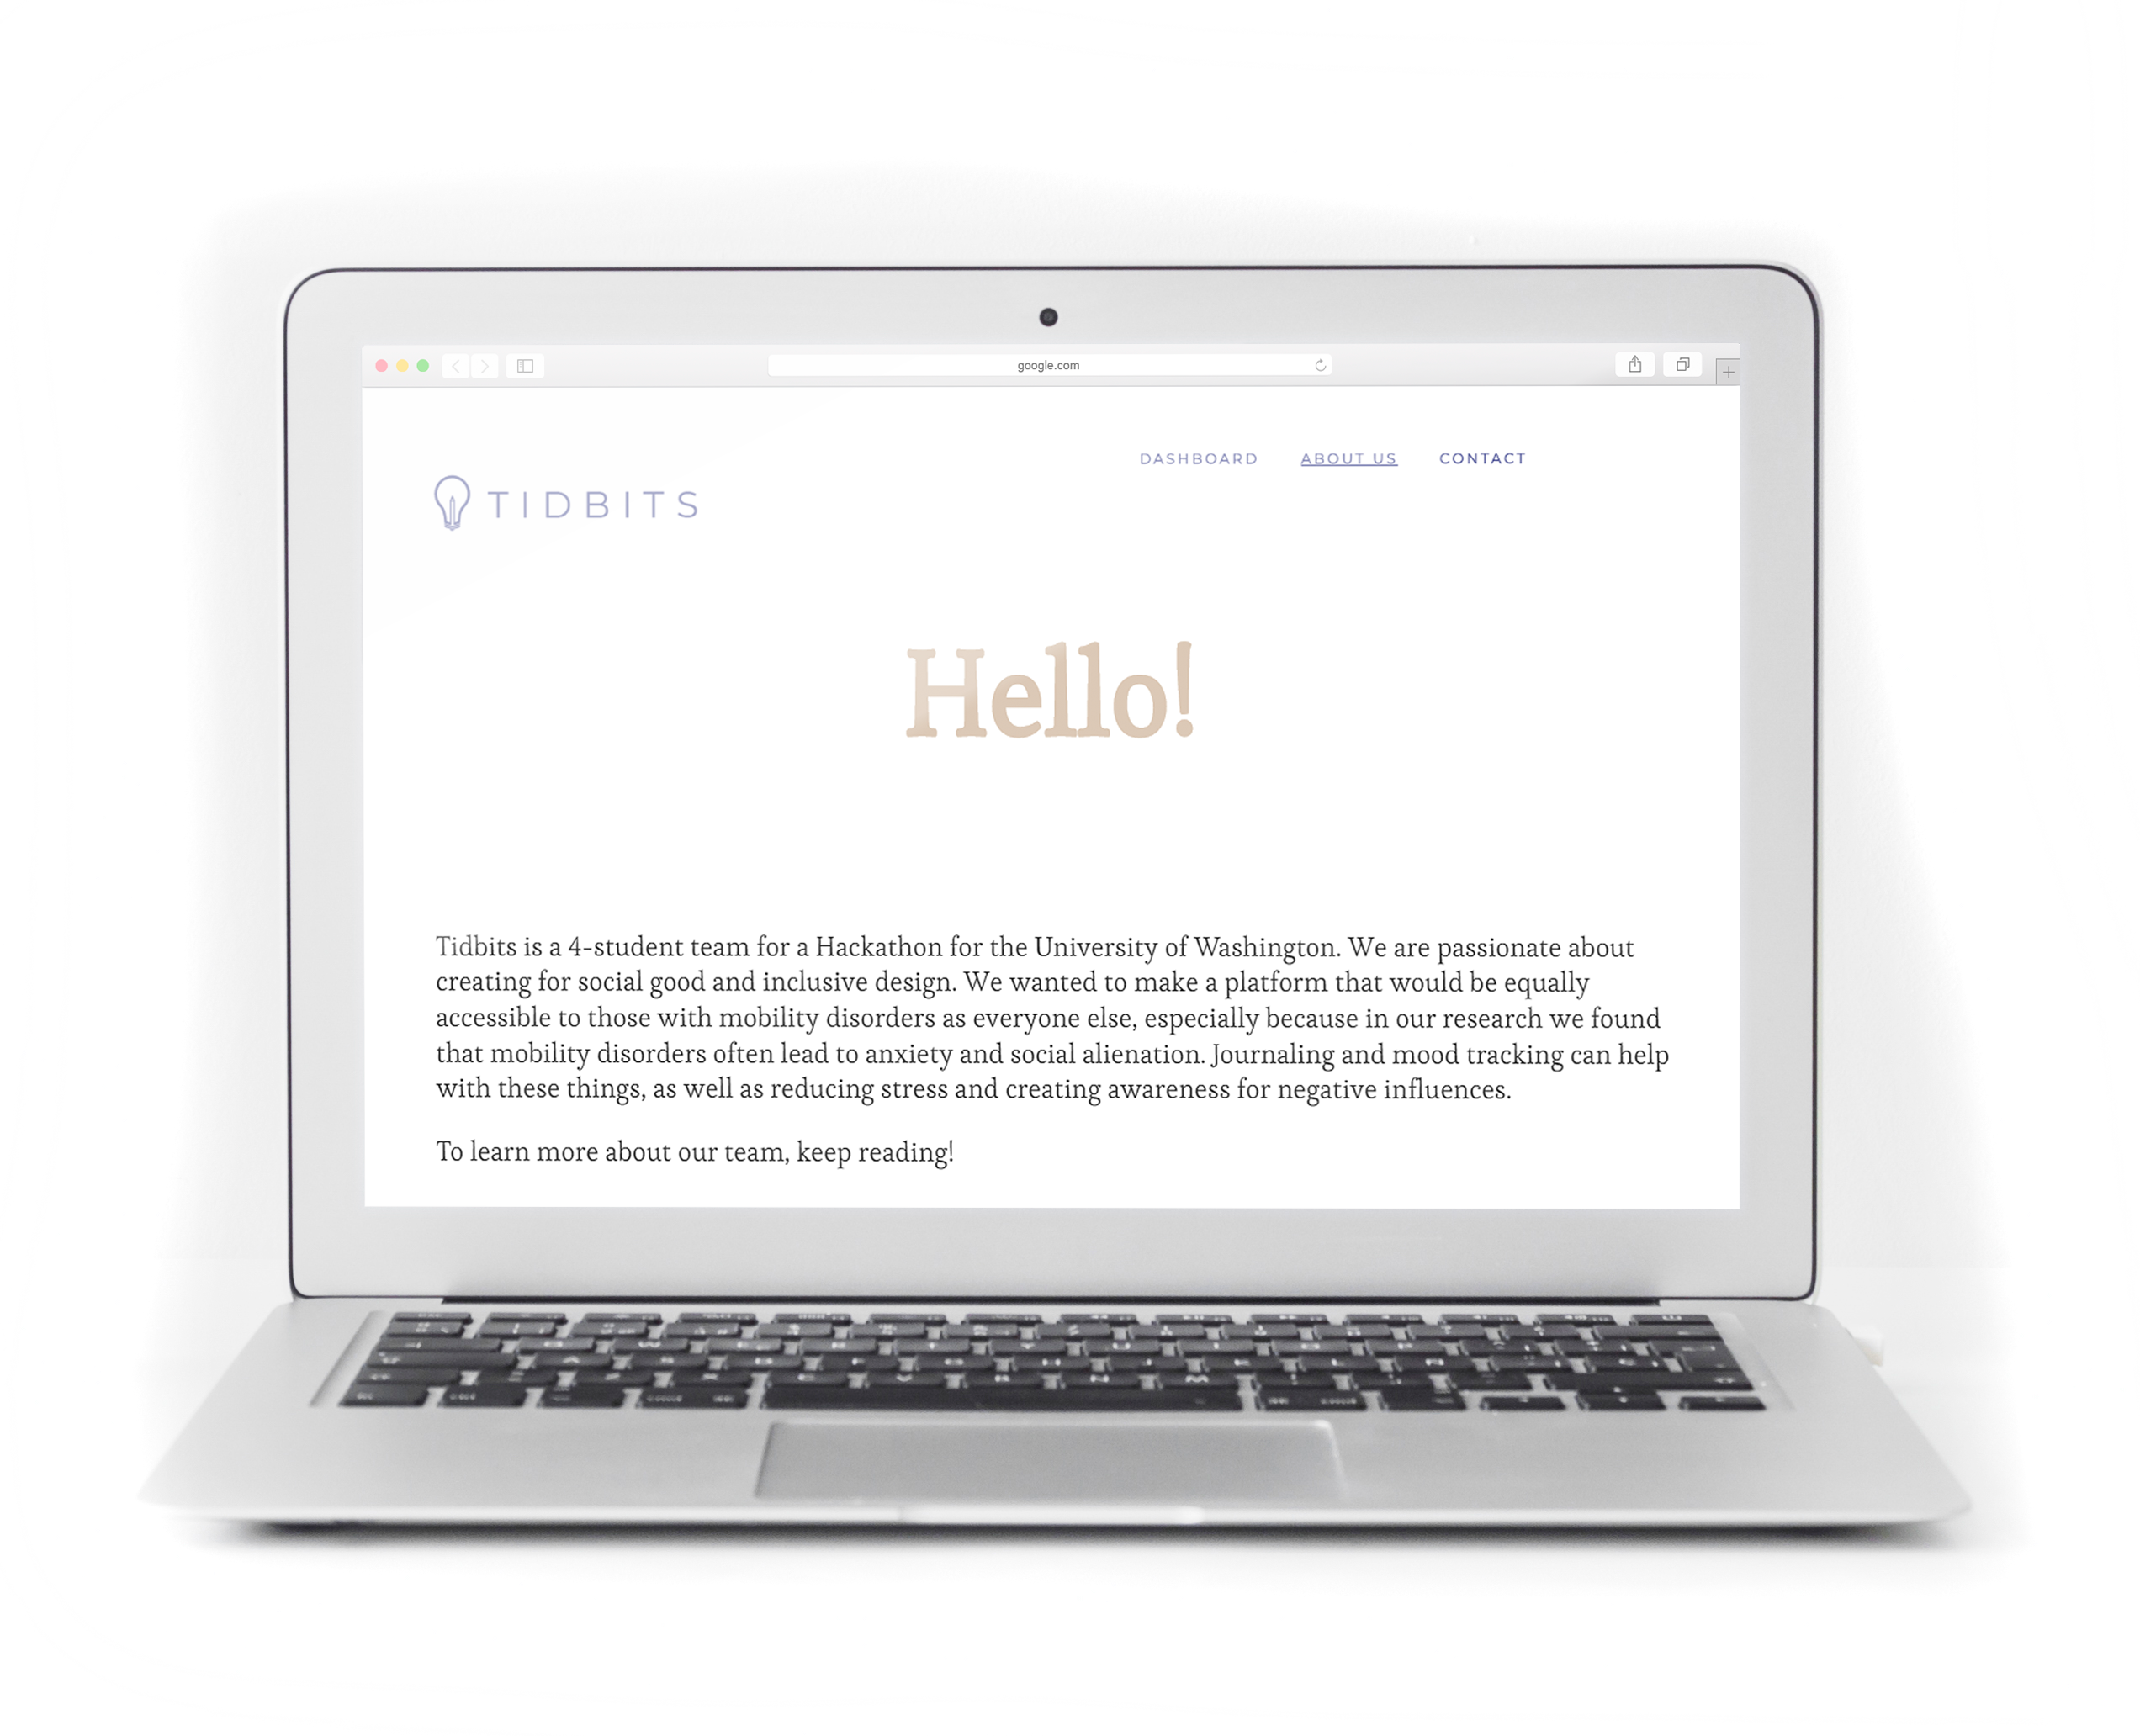 google.com
DASHBOARD ABOUT US CONTACT
TIDBITS
Hello!
Tidbits is a 4-student team for a Hackathon for the University of Washington. We are passionate about
creating for social good and inclusive design. We wanted to make a platform that would be equally
accessible to those with mobility disorders as everyone else, especially because in our research we found
that mobility disorders often lead to anxiety and social alienation. Journaling and mood tracking can help
with these things, as well as reducing stress and creating awareness for negative influences.
To learn more about our team, keep reading!